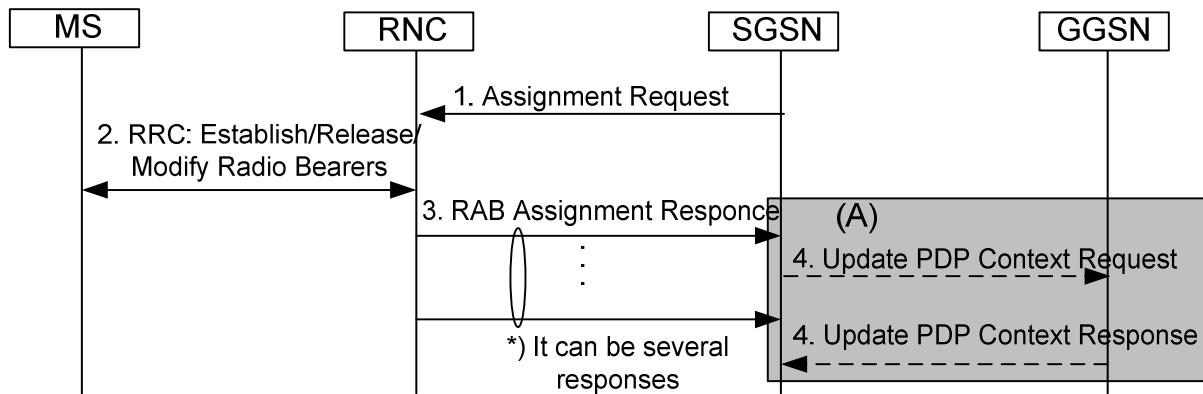 MS
RNC
SGSN
GGSN
1. Assignment Request
2. RRC: Establish/Release/
Modify Radio Bearers
3. RAB Assignment Responce
(A)
4. Update PDP Context Request
4. Update PDP Context Response
*) It can be several
responses